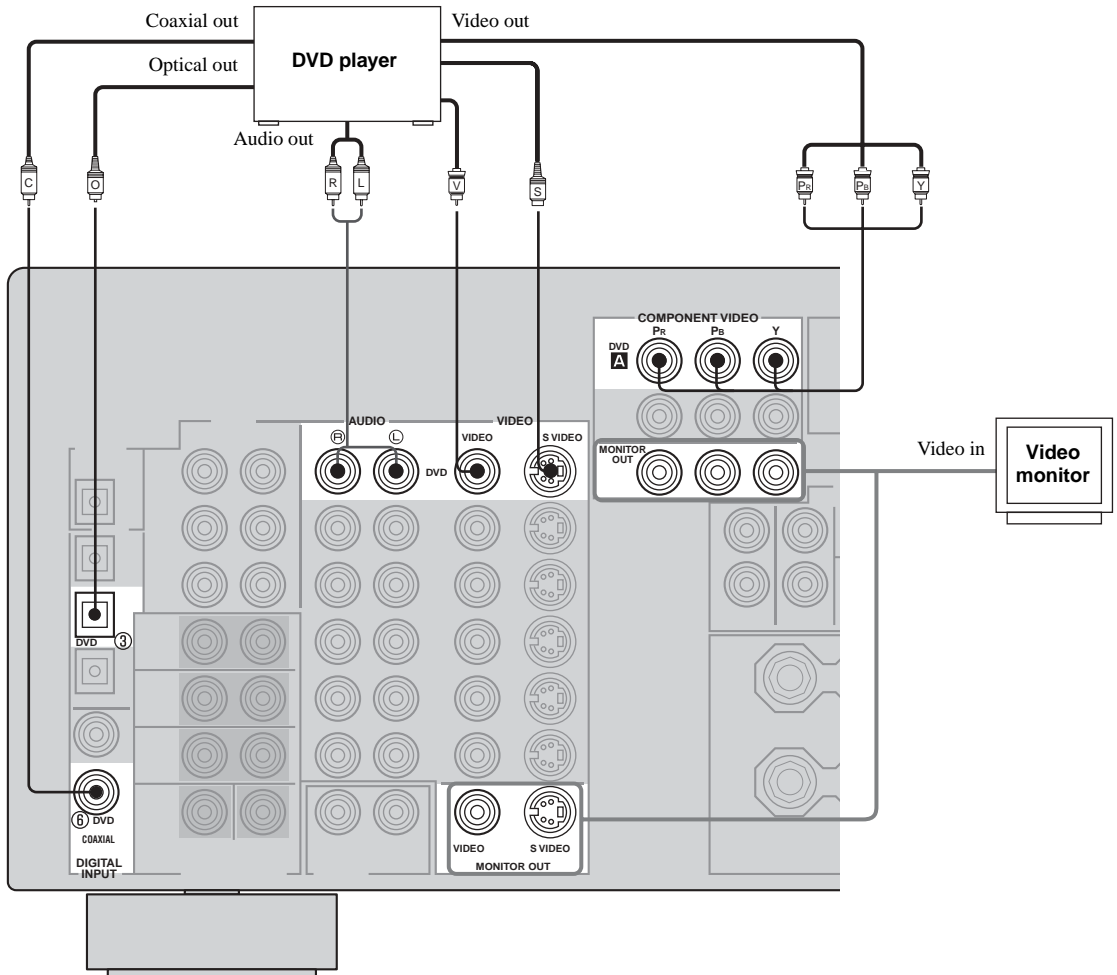 Coaxial out
Video out
DVD player
Optical out
Audio out
C
O
R
L
V
S
PR
PB
Y
COMPONENT VIDEO
PR
PB
Y
DVD
A
AUDIO
VIDEO
R
L
VIDEO
S VIDEO
DVD
MONITOR
OUT
Video in
Video
monitor
DVD
③
⑥ DVD
COAXIAL
DIGITAL
INPUT
VIDEO
S VIDEO
MONITOR OUT